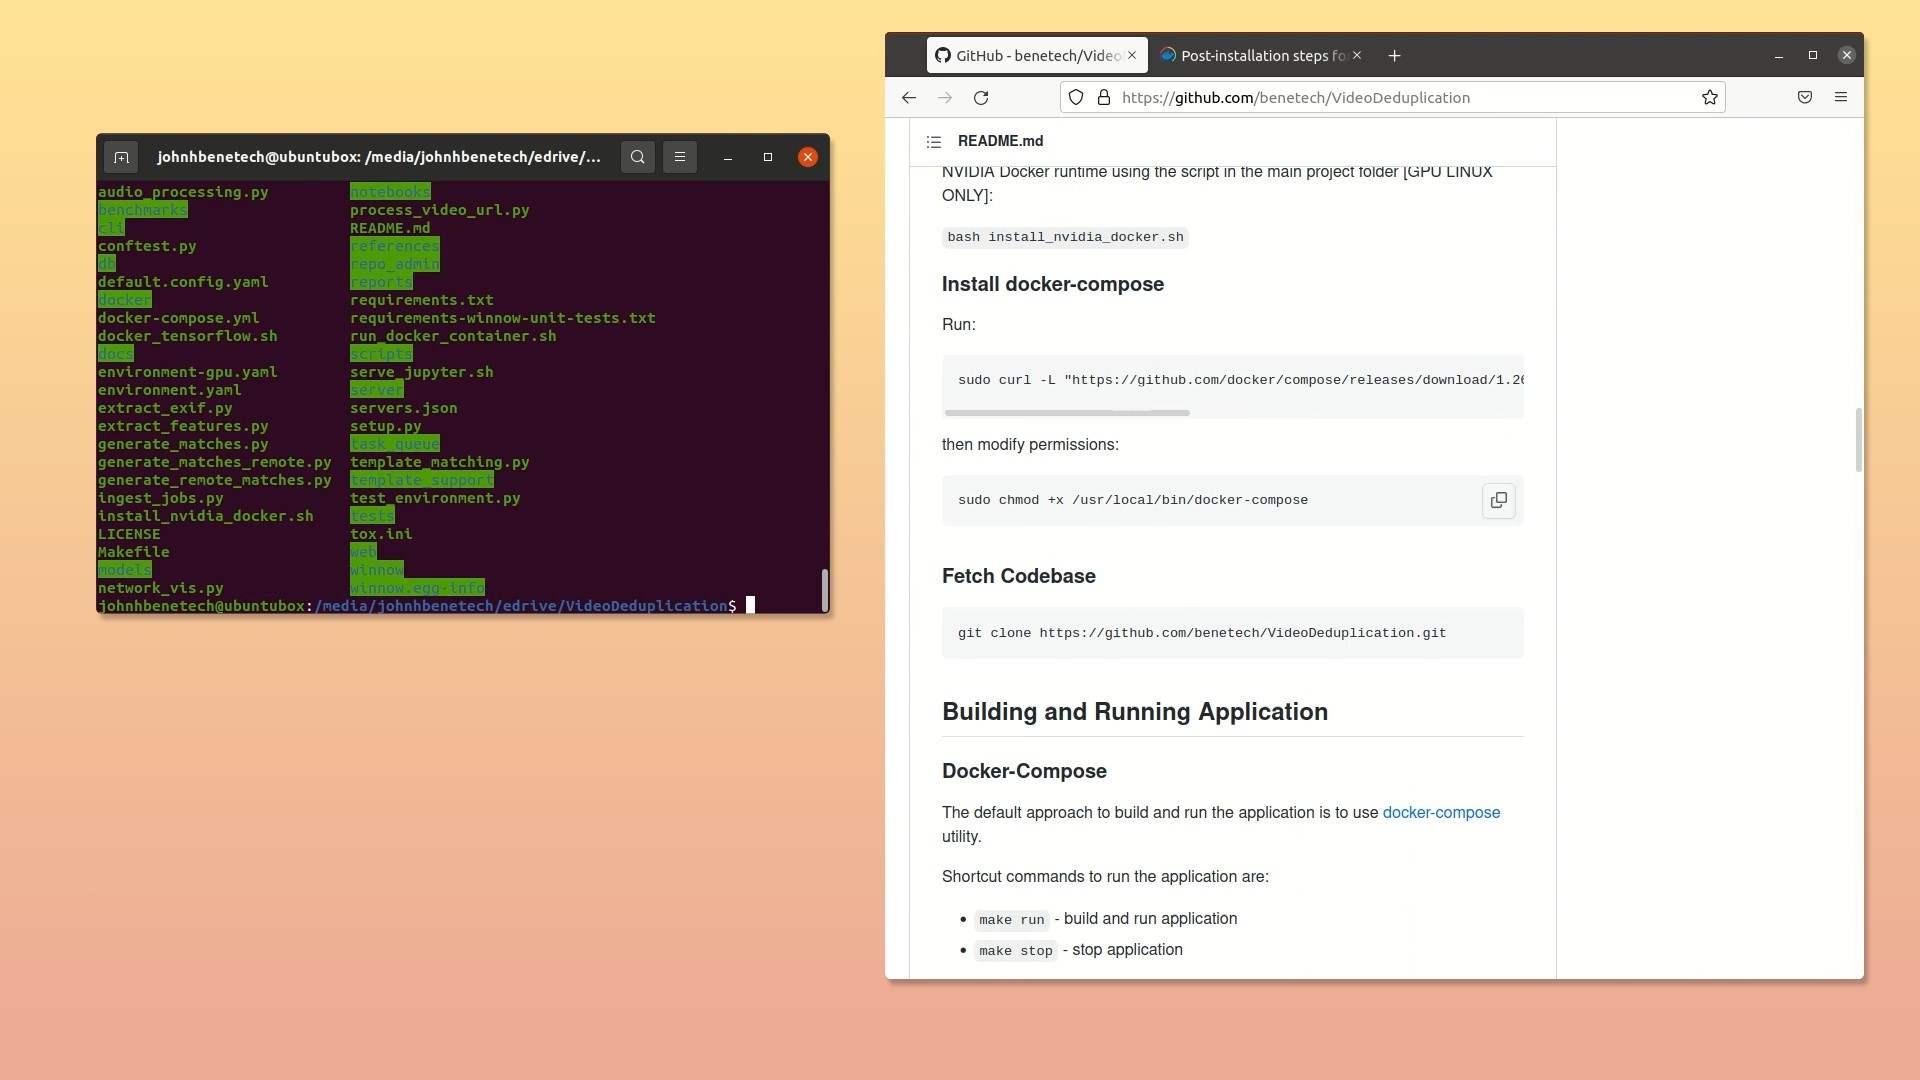 johnhbenetech@ubuntubox: /media/johnhbenetech/edrive/...
audio_processing.py notebooks
benchmarks process_video_url.py
cli README.md
conftest.py references
db repo_admin
default.config.yaml reports
docker requirements.txt
docker-compose.yml requirements-winnow-unit-tests.txt
docker_tensorflow.sh run_docker_container.sh
docs scripts
environment-gpu.yaml serve_jupyter.sh
environment.yaml server
extract_exif.py servers.json
extract_features.py setup.py
generate_matches.py task_queue
generate_matches_remote.py template_matching.py
generate_remote_matches.py template_support
ingest_jobs.py test_environment.py
install_nvidia_docker.sh tests
LICENSE tox.ini
Makefile web
models winnow
network_vis.py winnow.egg-info
johnhbenetech@ubuntubox:/media/johnhbenetech/edrive/VideoDeduplication$
GitHub - benetech/Video
Post-installation steps fo
https://github.com/benetech/VideoDeduplication
README.md
NVIDIA Docker runtime using the script in the main project folder [GPU LINUX
ONLY]:
bash install_nvidia_docker.sh
Install docker-compose
Run:
sudo curl -L "https://github.com/docker/compose/releases/download/1.26
then modify permissions:
sudo chmod +x /usr/local/bin/docker-compose
Fetch Codebase
git clone https://github.com/benetech/VideoDeduplication.git
Building and Running Application
Docker-Compose
The default approach to build and run the application is to use docker-compose
utility.
Shortcut commands to run the application are:
• make run - build and run application
• make stop - stop application